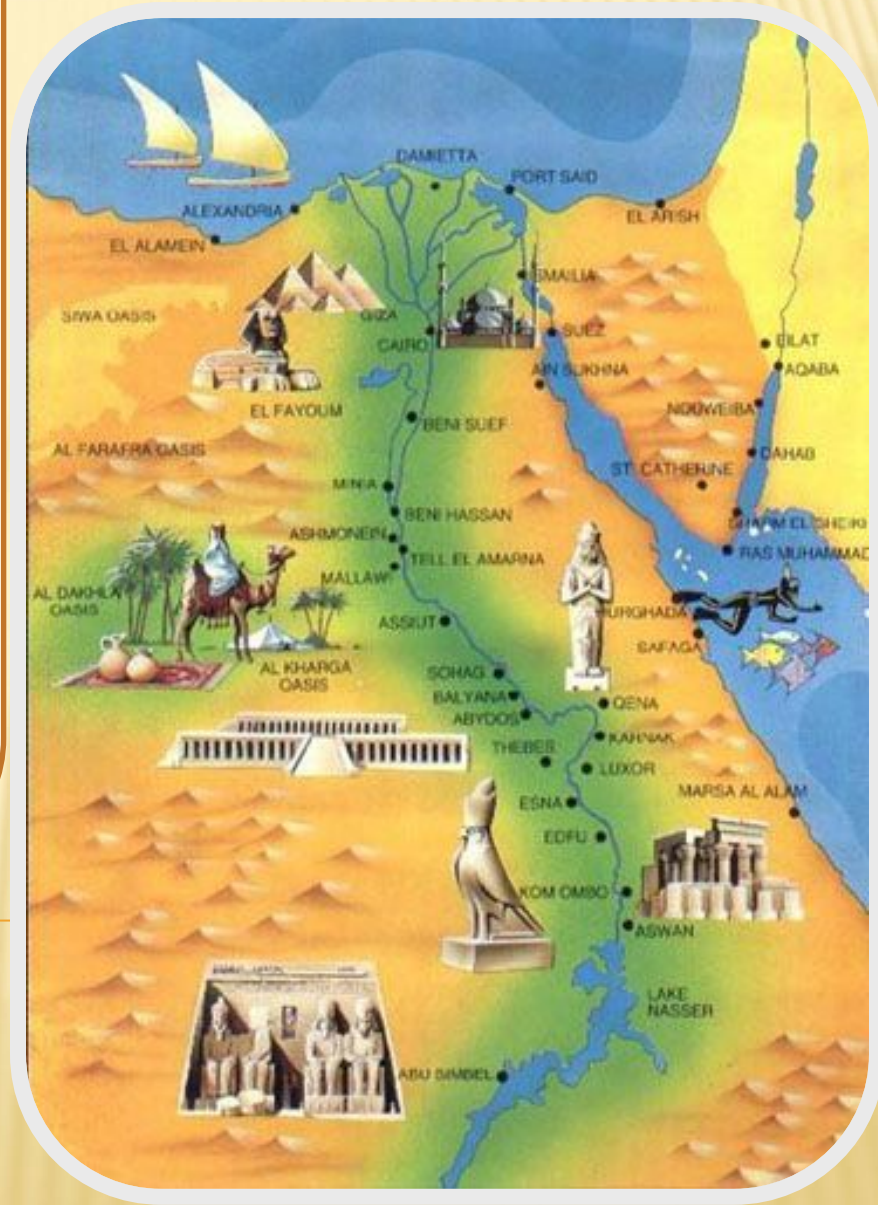 DAMIETTA
PORT SAID
ALEXANDRIA
EL ARISH
EL ALAMEIN
ISMAILIA
SIWA OASIS
GIZA
CAIRO
SUEZ
EILAT
AIN SUKHNA
AQABA
EL FAYOUM
NOUWEIBA
BENI SUEF
AL FARAFRA OASIS
DAHAB
ST. CATHERINE
MINIA
BENI HASSAN
SHARM EL SHEIKH
ASHMONEIN
RAS MUHAMMAD
TELL EL AMARNA
MALLAWI
AL DAKHLA
OASIS
HURGHADA
ASSIUT
SAFAGA
AL KHARGA
OASIS
SOHAG
BALYANA
QENA
ABYDOS
KARNAK
THEBES
LUXOR
MARSA AL ALAM
ESNA
EDFU
KOM OMBO
ASWAN
LAKE
NASSER
ABU SIMBEL